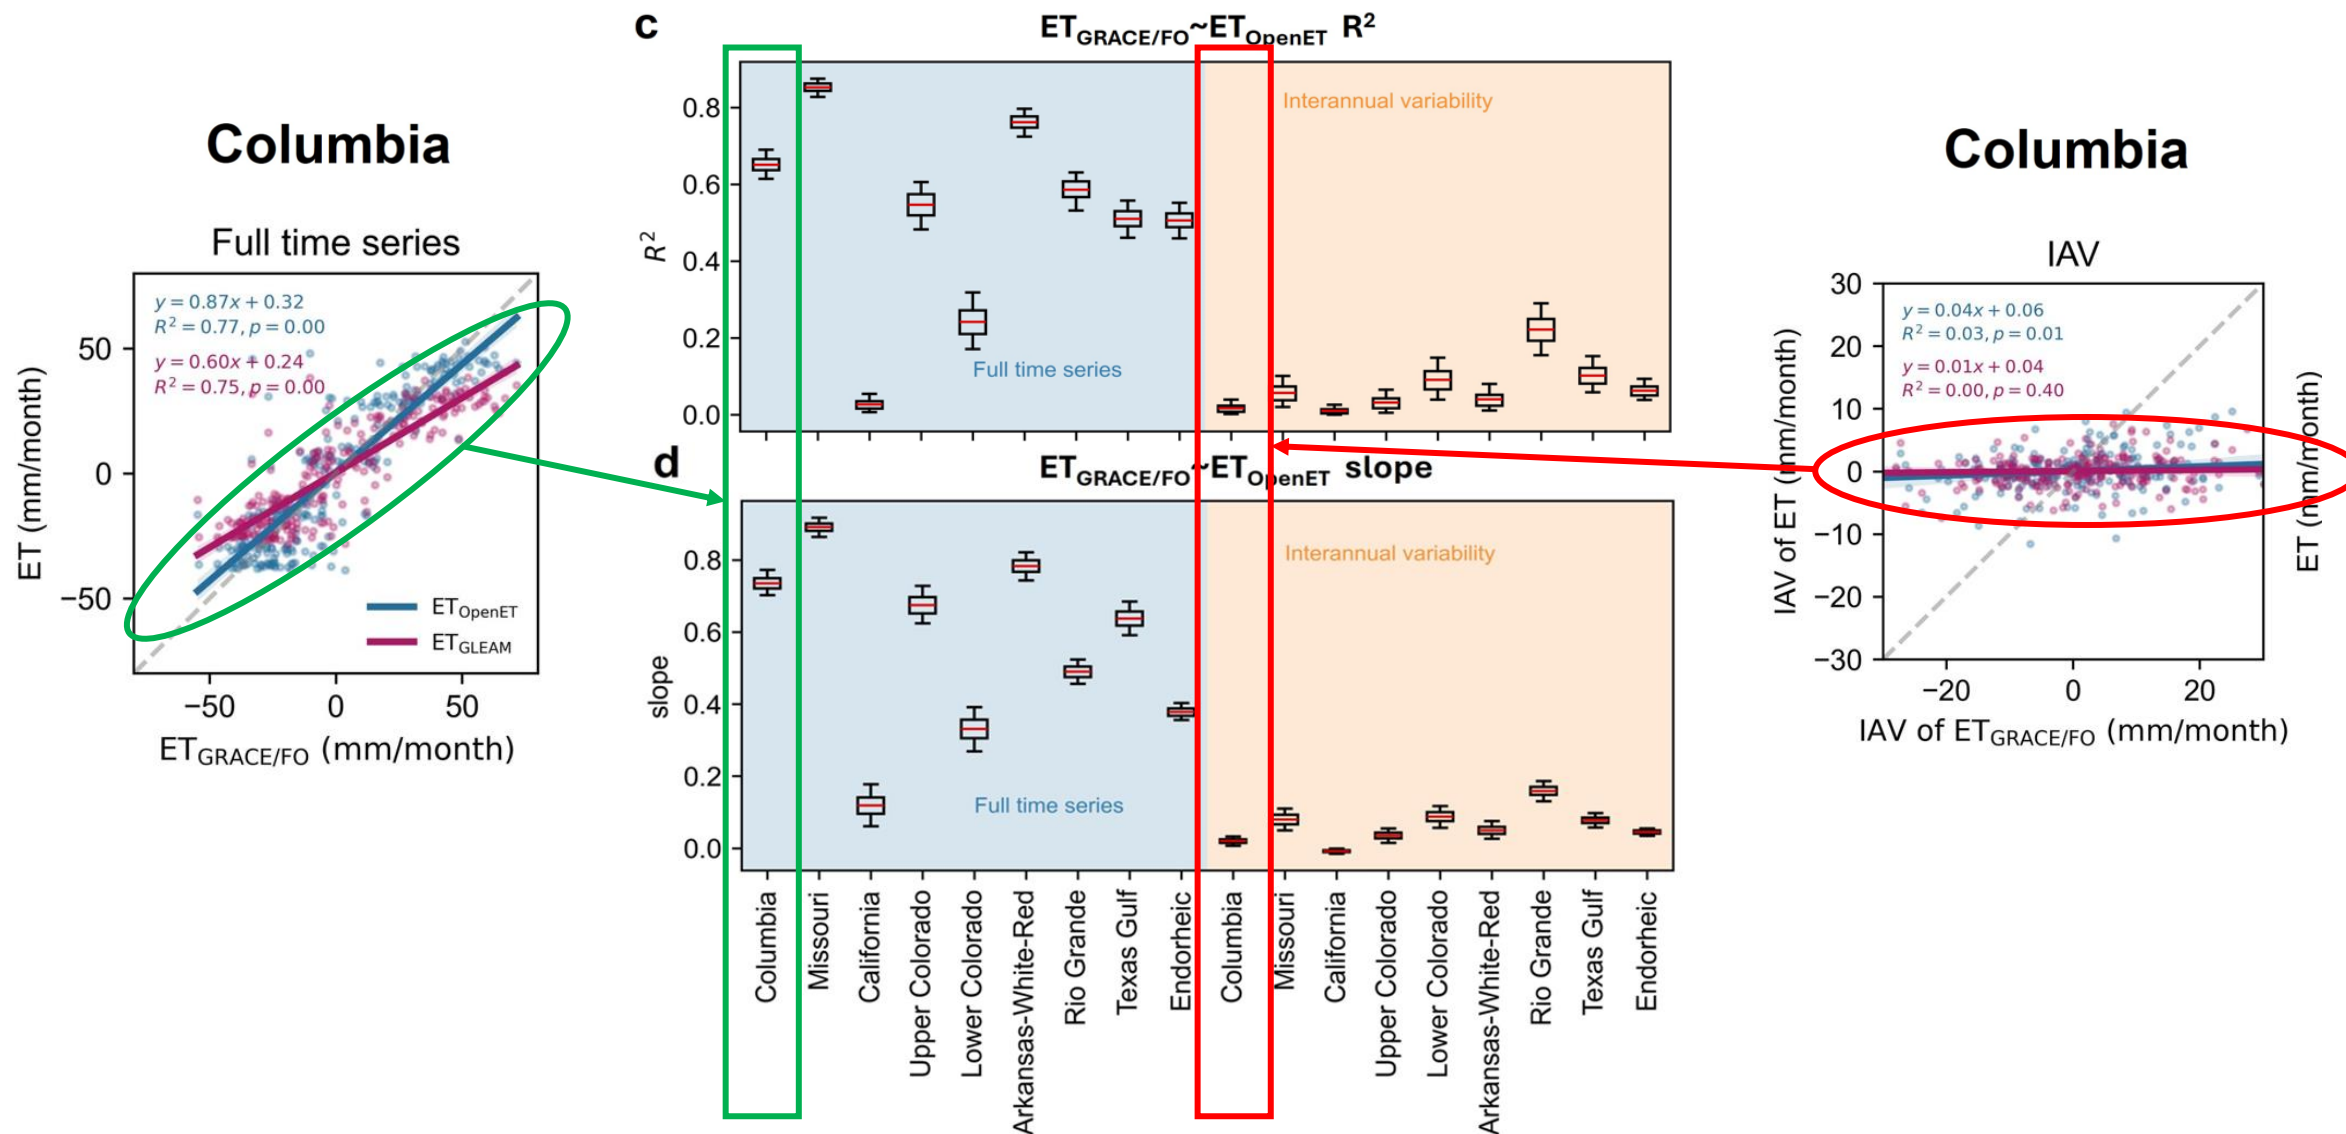 Columbia
Full time series
y = 0.87x + 0.32
R² = 0.77, p = 0.00
y = 0.60x + 0.24
R² = 0.75, p = 0.00
50
0
−50
ET (mm/month)
ET_OpenET
ET_GLEAM
−50 0 50
ET_GRACE/FO (mm/month)
c
ET_GRACE/FO~ET_OpenET R²
Interannual variability
0.8
0.6
0.4
0.2
0.0
R²
Full time series
d
ET_GRACE/FO~ET_OpenET slope
Interannual variability
0.8
0.6
0.4
0.2
0.0
slope
Full time series
Columbia
Missouri
California
Upper Colorado
Lower Colorado
Arkansas-White-Red
Rio Grande
Texas Gulf
Endorheic
Columbia
Missouri
California
Upper Colorado
Lower Colorado
Arkansas-White-Red
Rio Grande
Texas Gulf
Endorheic
Columbia
IAV
y = 0.04x + 0.06
R² = 0.03, p = 0.01
y = 0.01x + 0.04
R² = 0.00, p = 0.40
30
20
10
0
−10
−20
−30
IAV of ET (mm/month)
ET (mm/month)
−20 0 20
IAV of ET_GRACE/FO (mm/month)